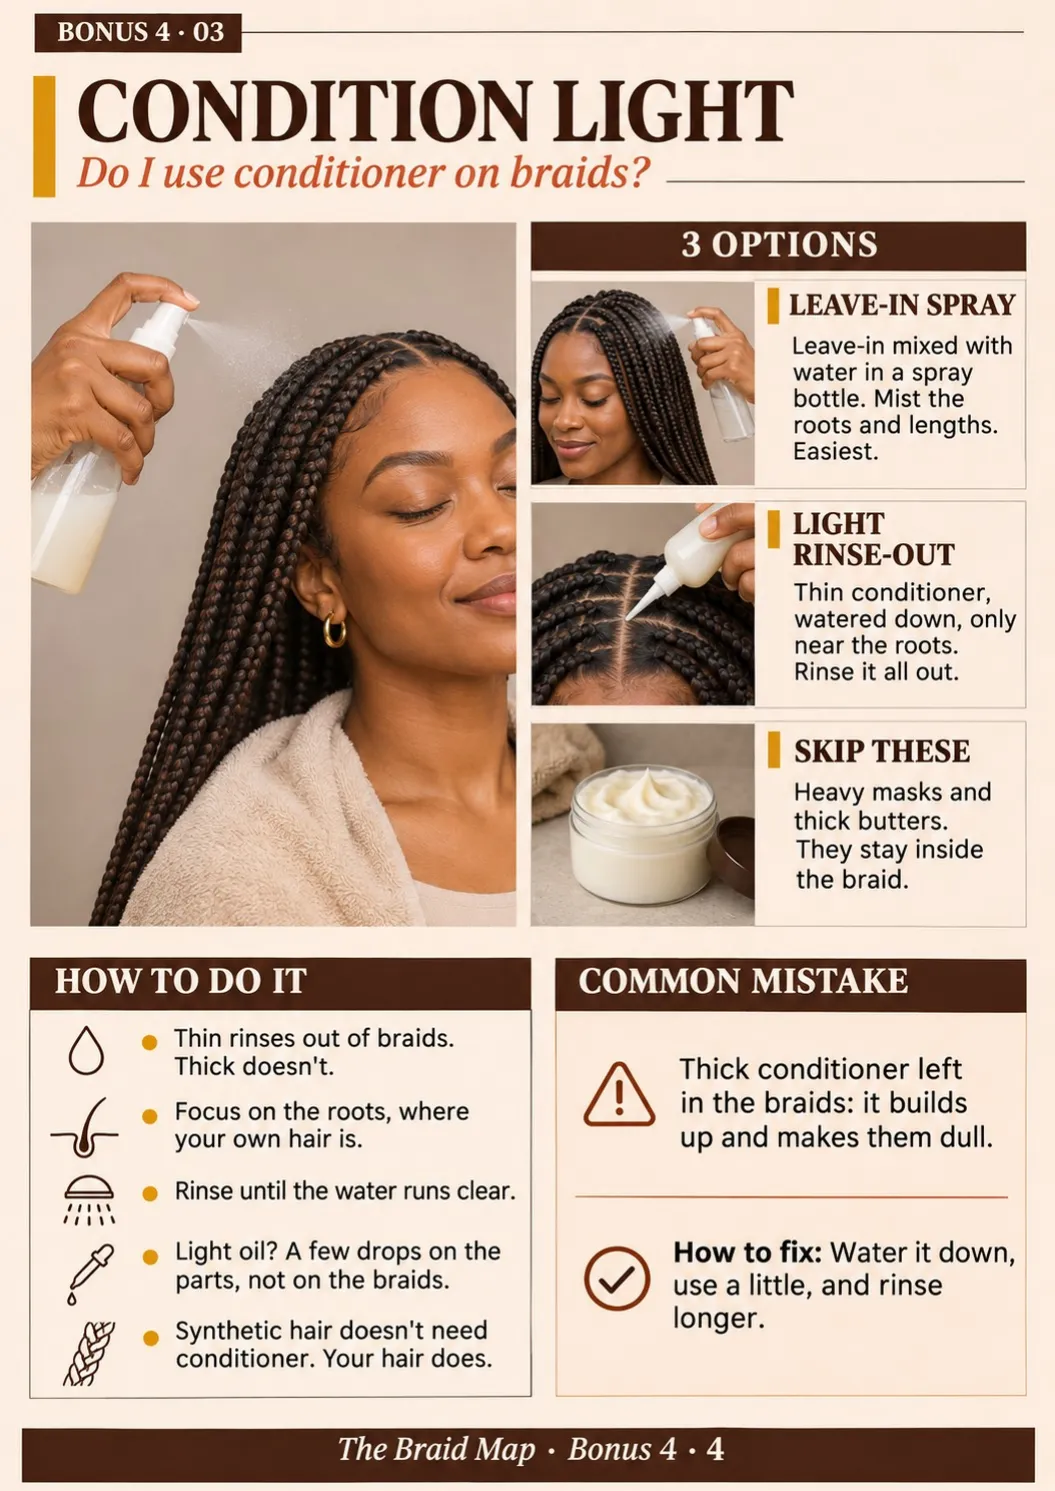 BONUS 4 · 03
CONDITION LIGHT
Do I use conditioner on braids?
3 OPTIONS
LEAVE-IN SPRAY
Leave-in mixed with
water in a spray
bottle. Mist the
roots and lengths.
Easiest.
LIGHT
RINSE-OUT
Thin conditioner,
watered down, only
near the roots.
Rinse it all out.
SKIP THESE
Heavy masks and
thick butters.
They stay inside
the braid.
HOW TO DO IT
Thin rinses out of braids.
Thick doesn't.
Focus on the roots, where
your own hair is.
Rinse until the water runs clear.
Light oil? A few drops on the
parts, not on the braids.
Synthetic hair doesn't need
conditioner. Your hair does.
COMMON MISTAKE
Thick conditioner left
in the braids: it builds
up and makes them dull.
How to fix: Water it down,
use a little, and rinse
longer.
The Braid Map · Bonus 4 · 4